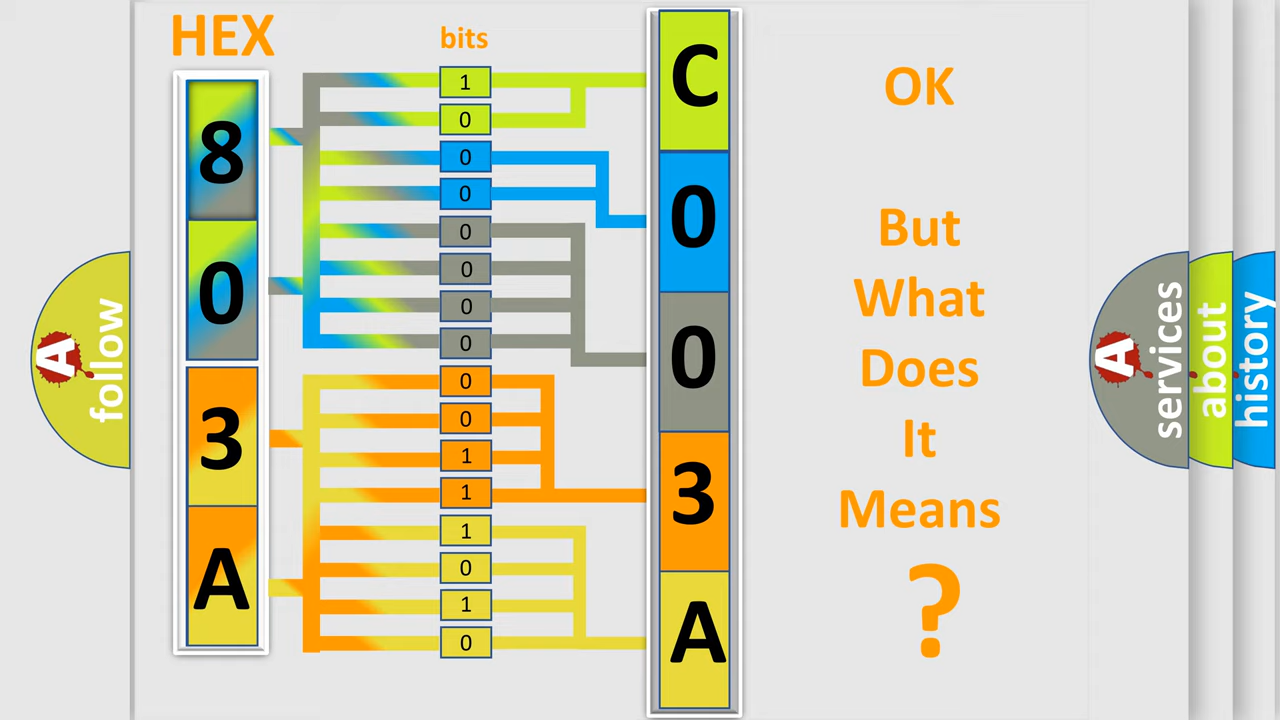 HEX
bits
8
0
3
A
1
0
0
0
0
0
0
0
0
0
1
1
1
0
1
0
C
0
0
3
A
OK
But
What
Does
It
Means
?
A
follow
A
services
about
history